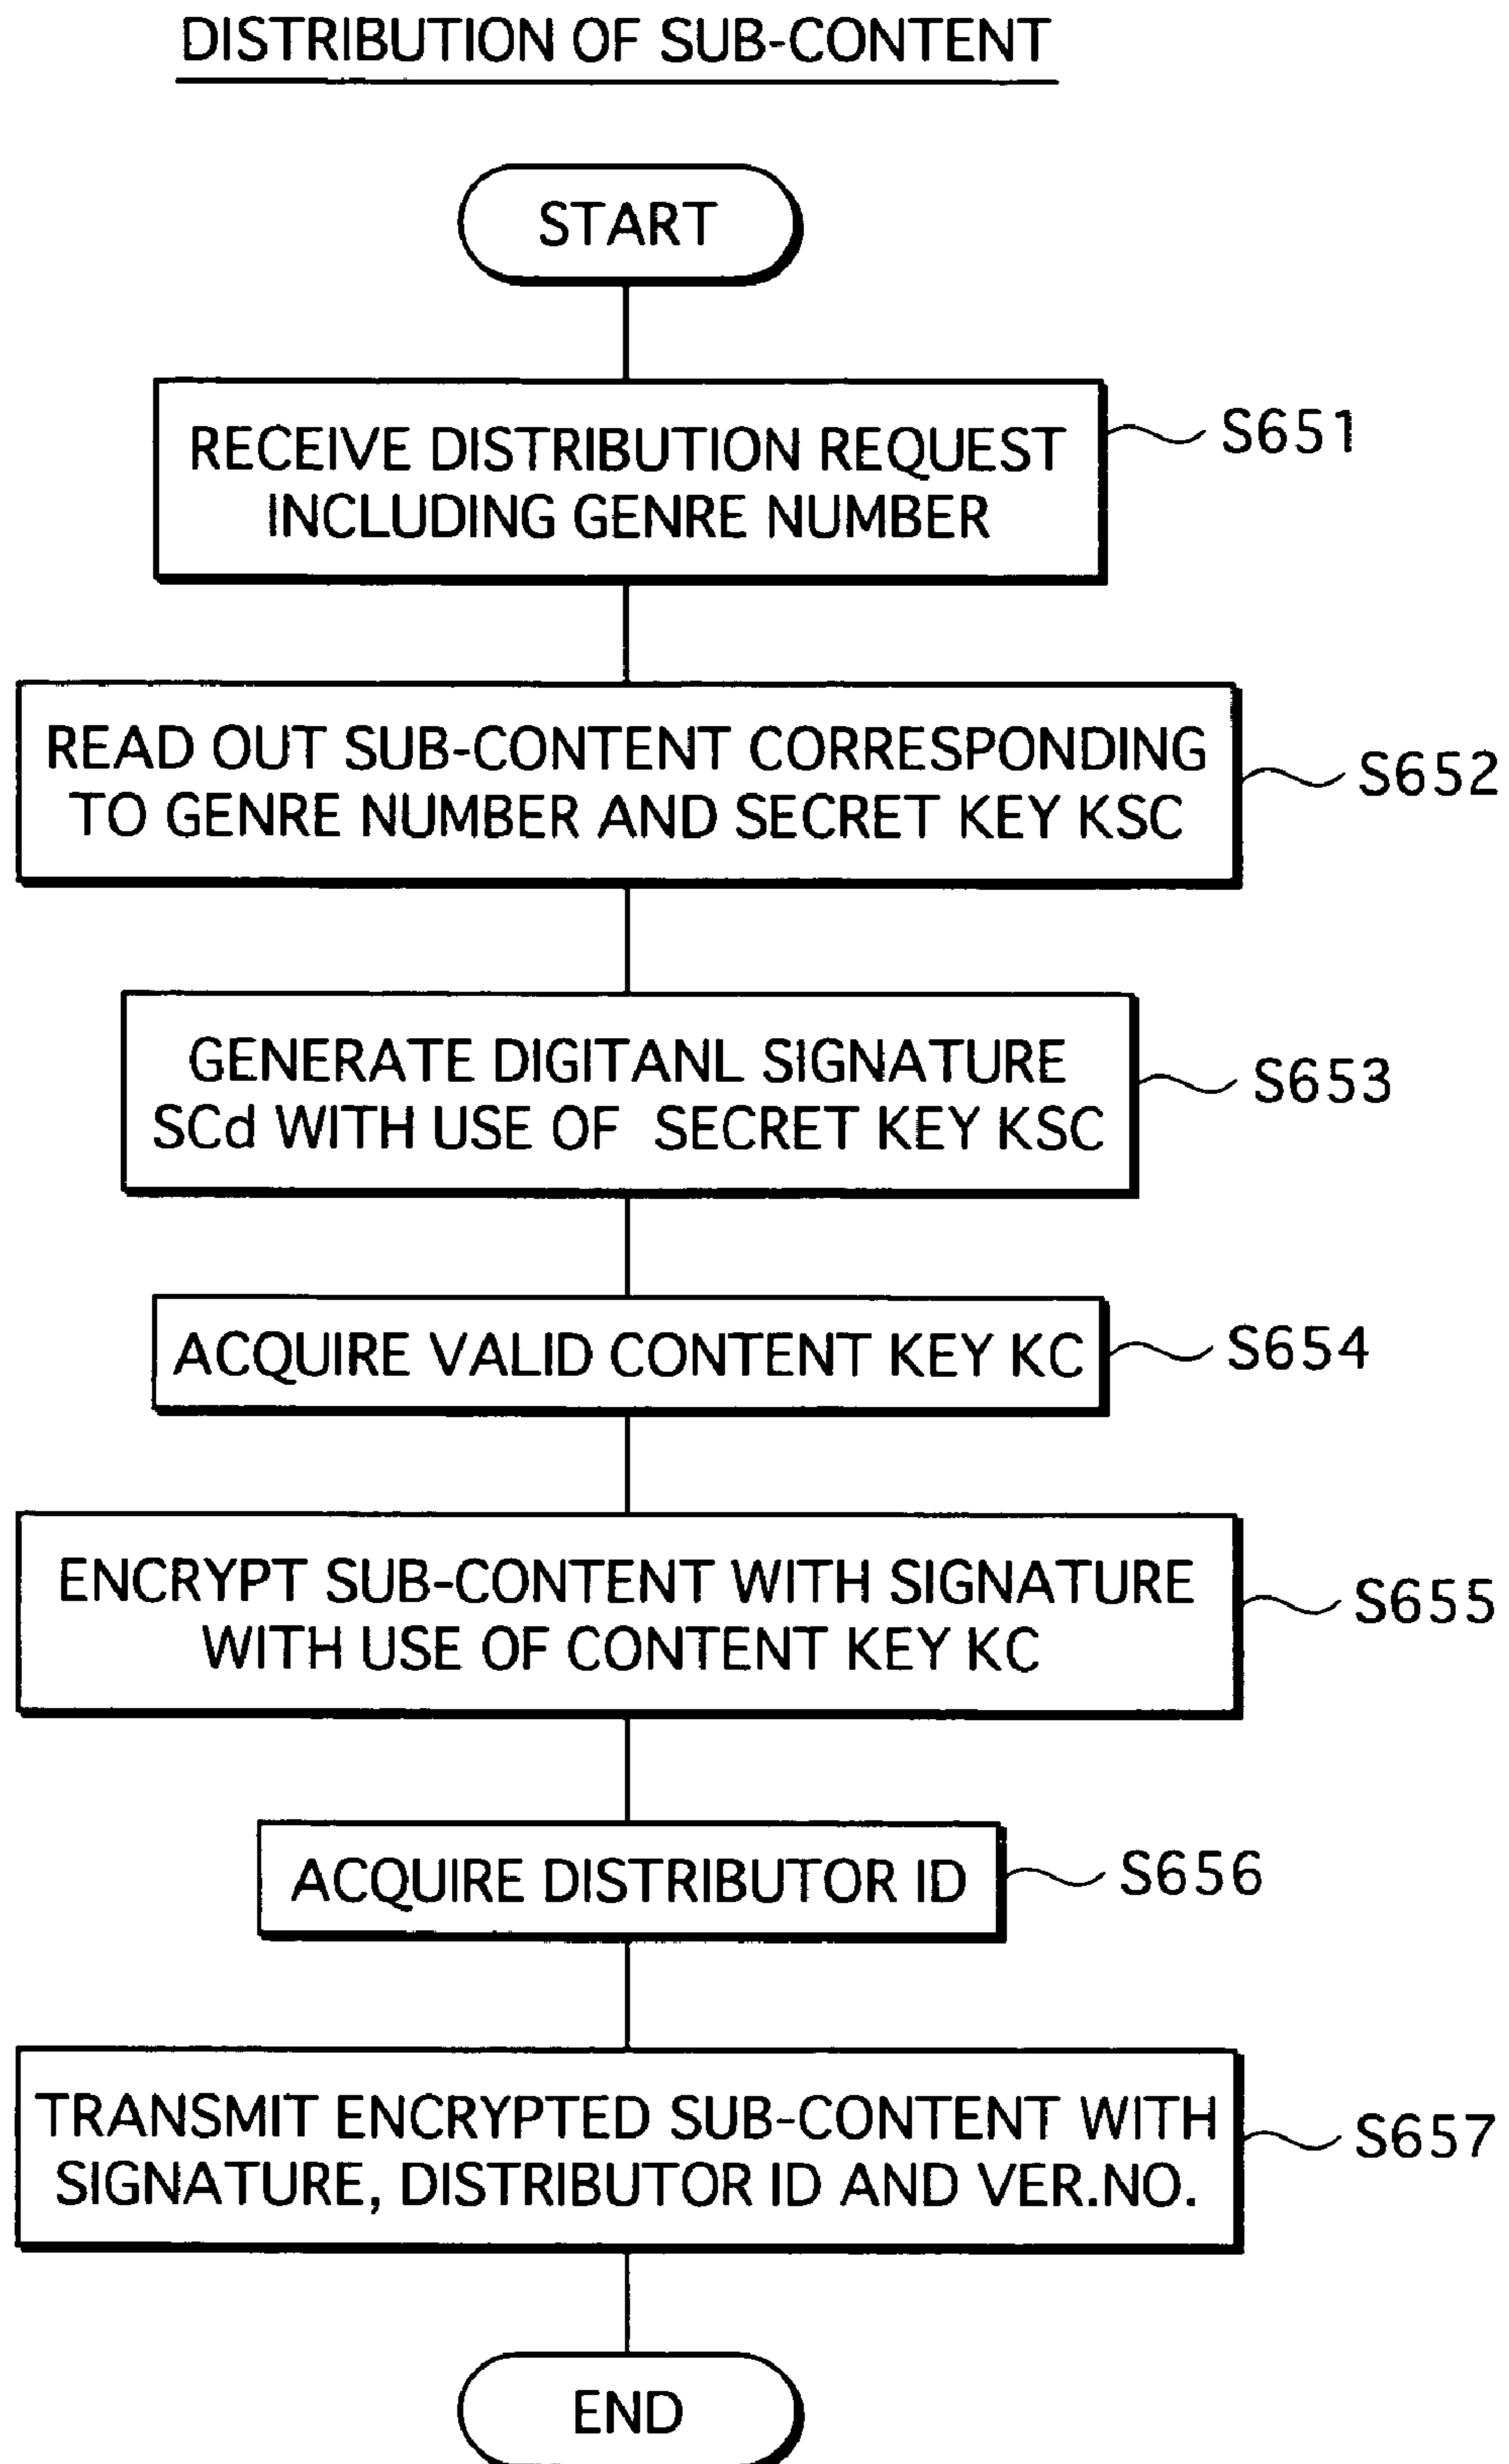 DISTRIBUTION OF SUB-CONTENT
START
RECEIVE DISTRIBUTION REQUEST
INCLUDING GENRE NUMBER
S651
READ OUT SUB-CONTENT CORRESPONDING
TO GENRE NUMBER AND SECRET KEY KSC
S652
GENERATE DIGITANL SIGNATURE
SCd WITH USE OF SECRET KEY KSC
S653
ACQUIRE VALID CONTENT KEY KC
S654
ENCRYPT SUB-CONTENT WITH SIGNATURE
WITH USE OF CONTENT KEY KC
S655
ACQUIRE DISTRIBUTOR ID
S656
TRANSMIT ENCRYPTED SUB-CONTENT WITH
SIGNATURE, DISTRIBUTOR ID AND VER.NO.
S657
END